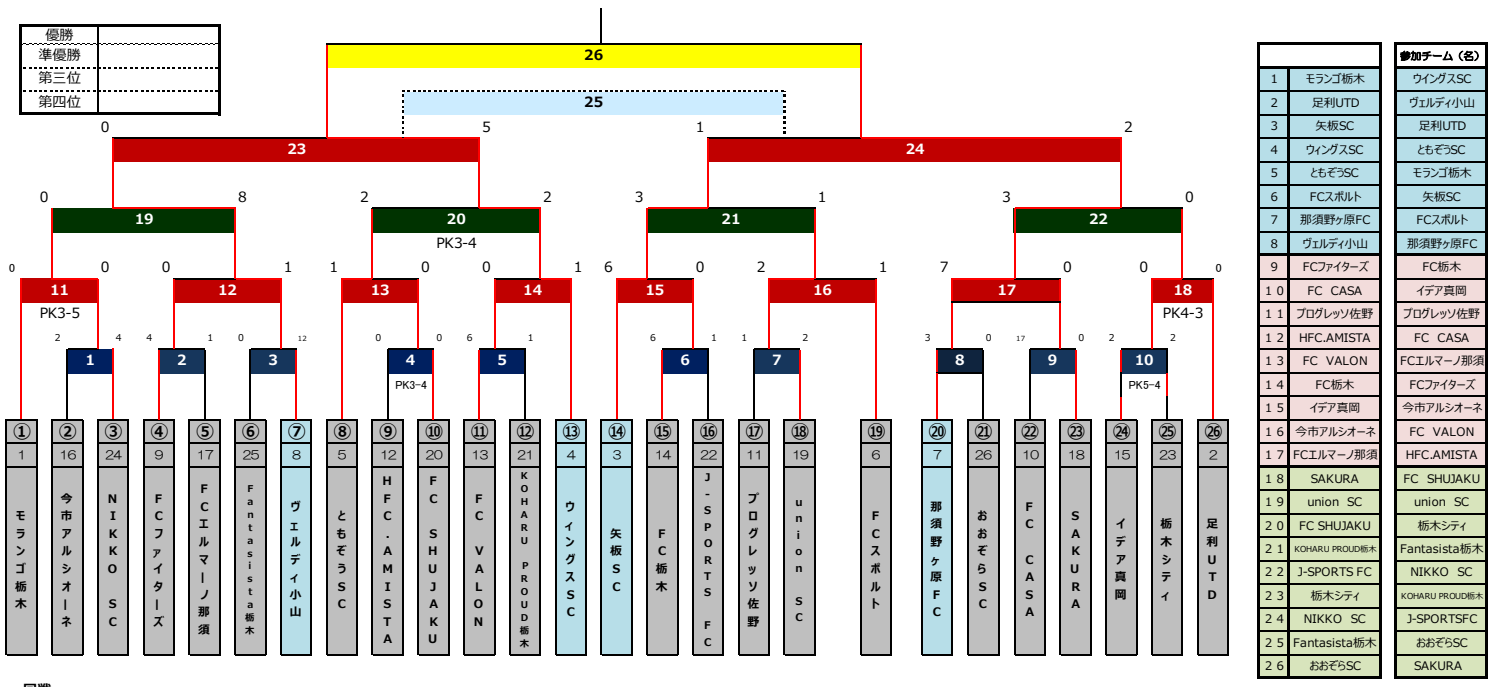 優勝
準優勝
第三位
第四位
26
25
0 5 1 2
23 24
0 8 2 2 3 1 3 0
19 20 21 22
PK3-4
0 0 0 1 1 0 0 1 6 0 2 1 7 0 0 0
11 12 13 14 15 16 17 18
PK3-5 PK4-3
2 4 4 1 0 12 0 0 6 1 6 1 1 2 3 0 17 0 2 2
1 2 3 4 5 6 7 8 9 10
PK3-4 PK5-4
① ② ③ ④ ⑤ ⑥ ⑦ ⑧ ⑨ ⑩ ⑪ ⑫ ⑬ ⑭ ⑮ ⑯ ⑰ ⑱ ⑲ ⑳ ㉑ ㉒ ㉓ ㉔ ㉕ ㉖
1 16 24 9 17 25 8 5 12 20 13 21 4 3 14 22 11 19 6 7 26 10 18 15 23 2
モランゴ栃木
今市アルシオーネ
NIKKO SC
FCファイターズ
FCエルマーノ那須
Fantasista栃木
ヴェルディ小山
ともぞうSC
HFC.AMISTA
FC SHUJAKU
FC VALON
KOHARU PROUD栃木
ウィングスSC
矢板SC
FC栃木
J-SPORTS FC
プログレッソ佐野
union SC
FCスポルト
那須野ヶ原FC
おおぞらSC
FC CASA
SAKURA
イデア真岡
栃木シティ
足利UTD
参加チーム(名)
1 モランゴ栃木 ウイングスSC
2 足利UTD ヴェルディ小山
3 矢板SC 足利UTD
4 ウィングスSC ともぞうSC
5 ともぞうSC モランゴ栃木
6 FCスポルト 矢板SC
7 那須野ヶ原FC FCスポルト
8 ヴェルディ小山 那須野ヶ原FC
9 FCファイターズ FC栃木
10 FC CASA イデア真岡
11 プログレッソ佐野 プログレッソ佐野
12 HFC.AMISTA FC CASA
13 FC VALON FCエルマーノ那須
14 FC栃木 FCファイターズ
15 イデア真岡 今市アルシオーネ
16 今市アルシオーネ FC VALON
17 FCエルマーノ那須 HFC.AMISTA
18 SAKURA FC SHUJAKU
19 union SC union SC
20 FC SHUJAKU 栃木シティ
21 KOHARU PROUD栃木 Fantasista栃木
22 J-SPORTS FC NIKKO SC
23 栃木シティ KOHARU PROUD栃木
24 NIKKO SC J-SPORTSFC
25 Fantasista栃木 おおぞらSC
26 おおぞらSC SAKURA